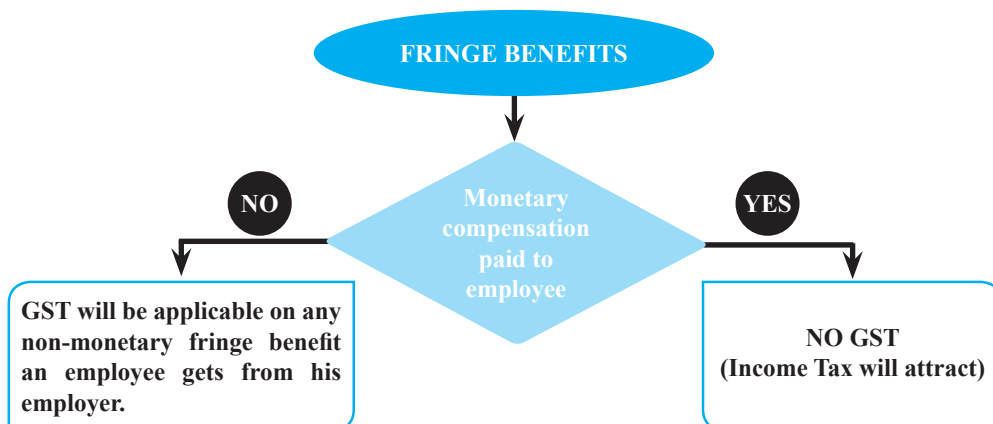 FRINGE BENEFITS
Monetary
compensation
paid to
employee
NO
YES
GST will be applicable on any
non-monetary fringe benefit
an employee gets from his
employer.
NO GST
(Income Tax will attract)